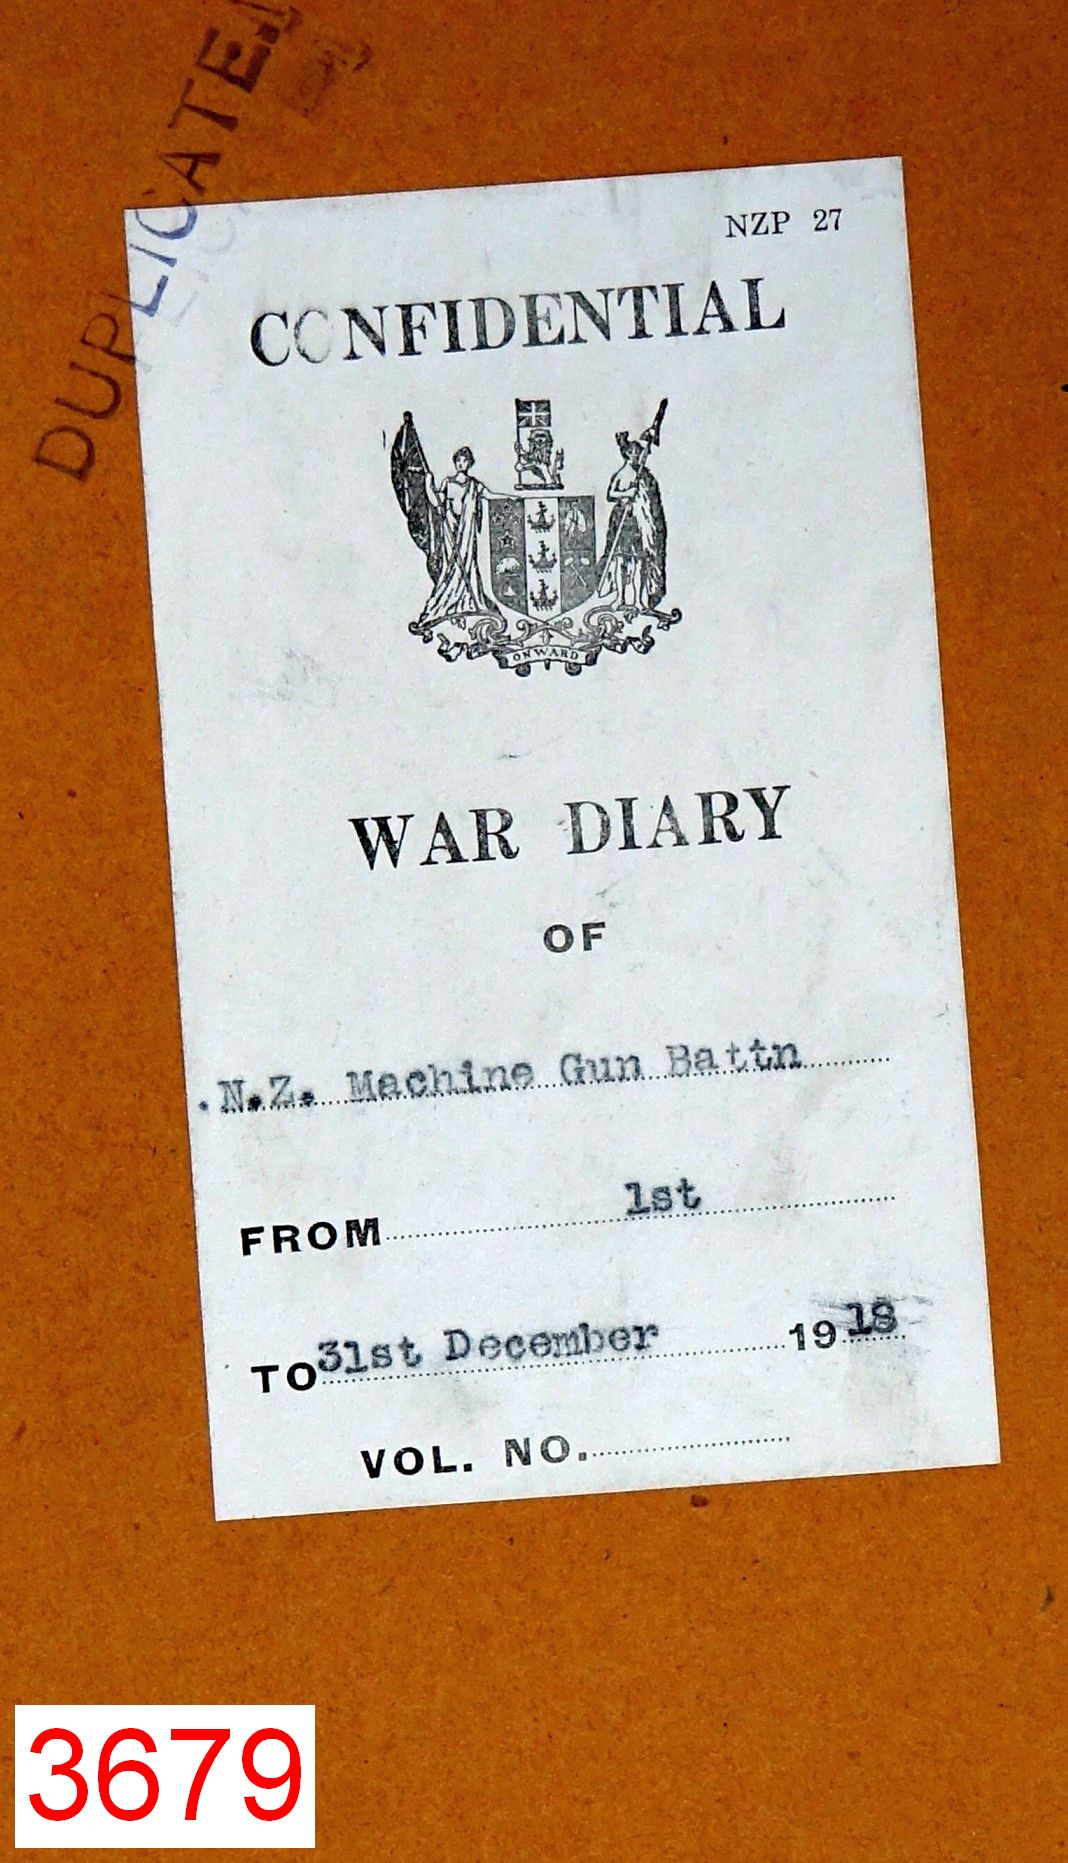 DUPLICATE.
NZP 27
CONFIDENTIAL
ONWARD
WAR DIARY
OF
N.Z. Machine Gun Battn
FROM 1st
TO 31st December 1918
VOL. NO.
3679